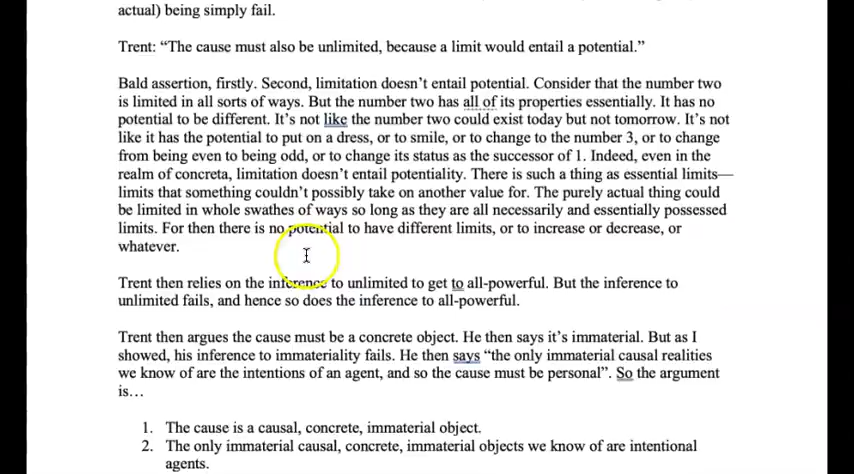 actual) being simply fail.
Trent: “The cause must also be unlimited, because a limit would entail a potential.”
Bald assertion, firstly. Second, limitation doesn’t entail potential. Consider that the number two
is limited in all sorts of ways. But the number two has all of its properties essentially. It has no
potential to be different. It’s not like the number two could exist today but not tomorrow. It’s not
like it has the potential to put on a dress, or to smile, or to change to the number 3, or to change
from being even to being odd, or to change its status as the successor of 1. Indeed, even in the
realm of concreta, limitation doesn’t entail potentiality. There is such a thing as essential limits—
limits that something couldn’t possibly take on another value for. The purely actual thing could
be limited in whole swathes of ways so long as they are all necessarily and essentially possessed
limits. For then there is no potential to have different limits, or to increase or decrease, or
whatever.
Trent then relies on the inference to unlimited to get to all-powerful. But the inference to
unlimited fails, and hence so does the inference to all-powerful.
Trent then argues the cause must be a concrete object. He then says it’s immaterial. But as I
showed, his inference to immateriality fails. He then says “the only immaterial causal realities
we know of are the intentions of an agent, and so the cause must be personal”. So the argument
is…
1. The cause is a causal, concrete, immaterial object.
2. The only immaterial causal, concrete, immaterial objects we know of are intentional
agents.